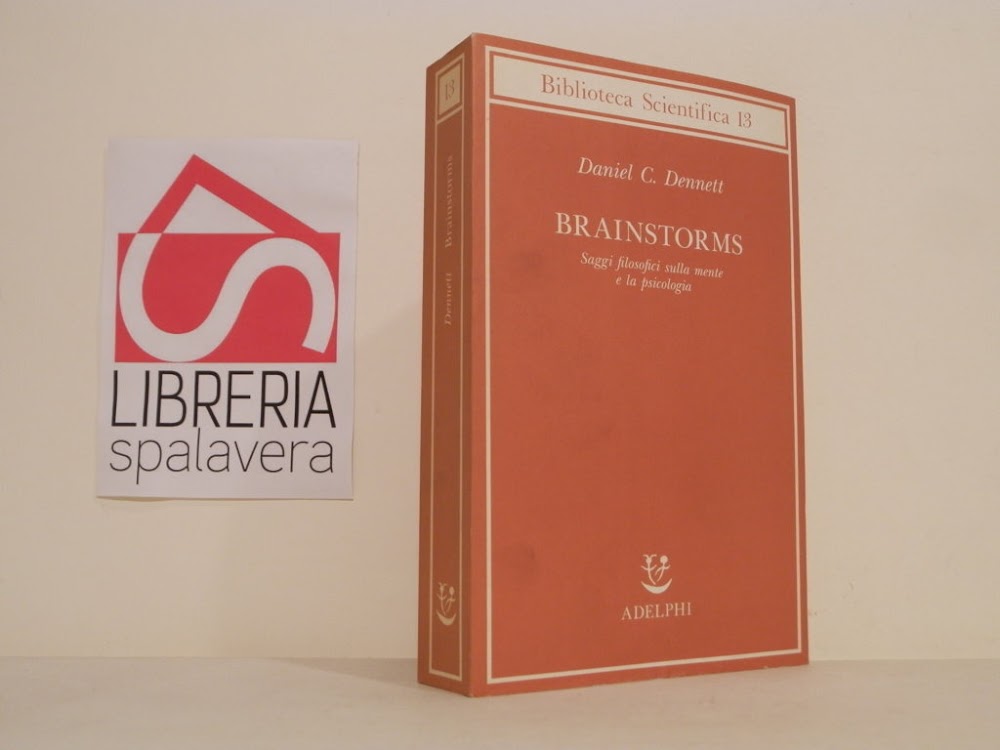 LIBRERIA
spalavera
13
Dennett Brainstorms
Biblioteca Scientifica 13
Daniel C. Dennett
BRAINSTORMS
Saggi filosofici sulla mente
e la psicologia
ADELPHI